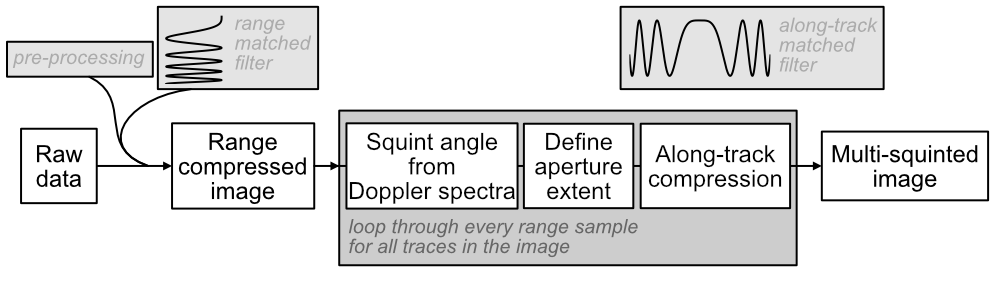 pre-processing
range
matched
filter
along-track
matched
filter
Raw
data
Range
compressed
image
Squint angle
from
Doppler spectra
Define
aperture
extent
Along-track
compression
Multi-squinted
image
loop through every range sample
for all traces in the image